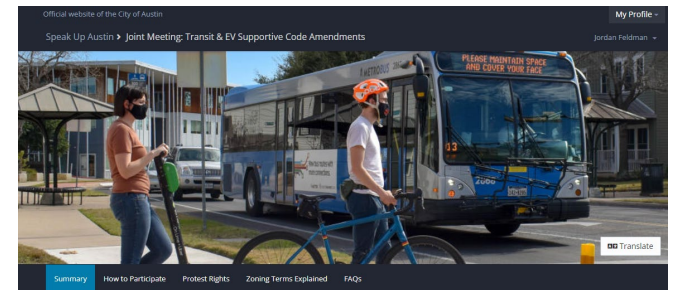 Official website of the City of Austin
My Profile
Speak Up Austin > Joint Meeting: Transit & EV Supportive Code Amendments
Jordan Feldman
PLEASE MAINTAIN SPACE
AND COVER YOUR FACE
METROBUS
Translate
Summary How to Participate Protest Rights Zoning Terms Explained FAQs